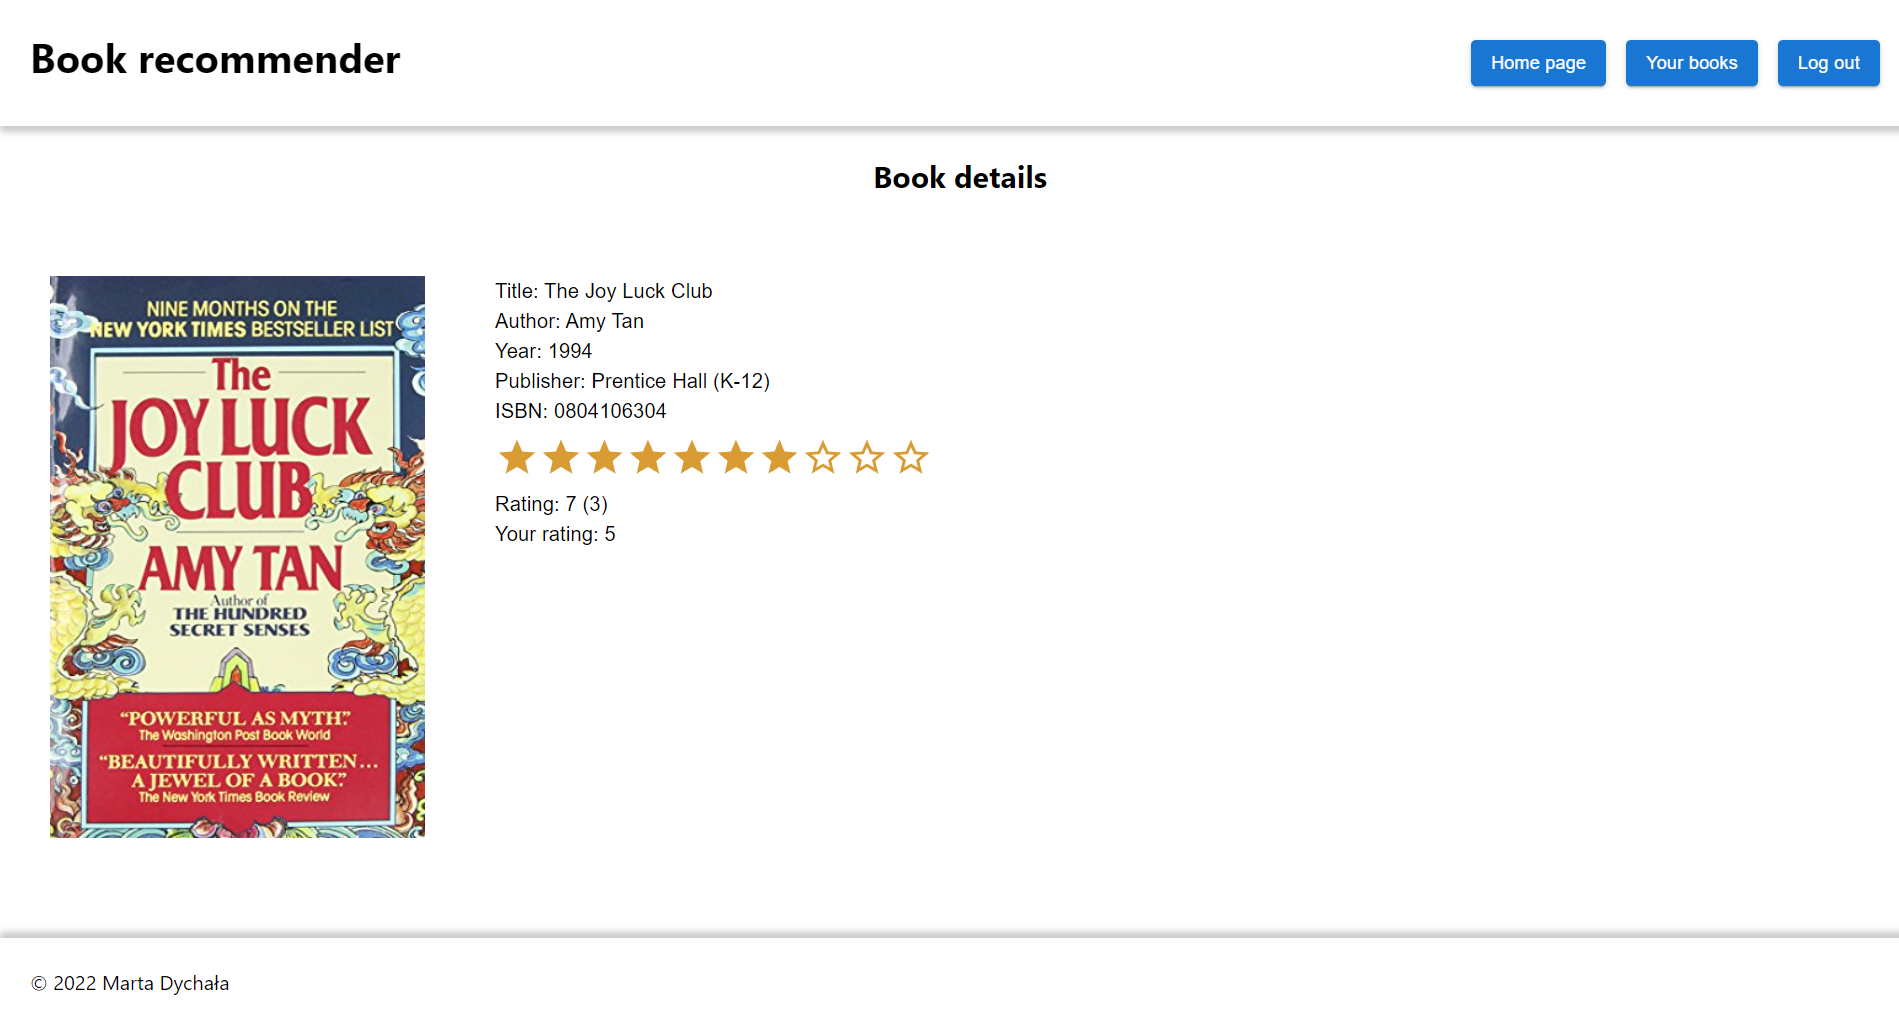 Book recommender
Home page
Your books
Log out
Book details
NINE MONTHS ON THE
NEW YORK TIMES BESTSELLER LIST
The
JOY LUCK
CLUB
AMY TAN
Author of
THE HUNDRED
SECRET SENSES
“POWERFUL AS MYTH.”
The Washington Post Book World
“BEAUTIFULLY WRITTEN...
A JEWEL OF A BOOK.”
The New York Times Book Review
Title: The Joy Luck Club
Author: Amy Tan
Year: 1994
Publisher: Prentice Hall (K-12)
ISBN: 0804106304
Rating: 7 (3)
Your rating: 5
© 2022 Marta Dychała